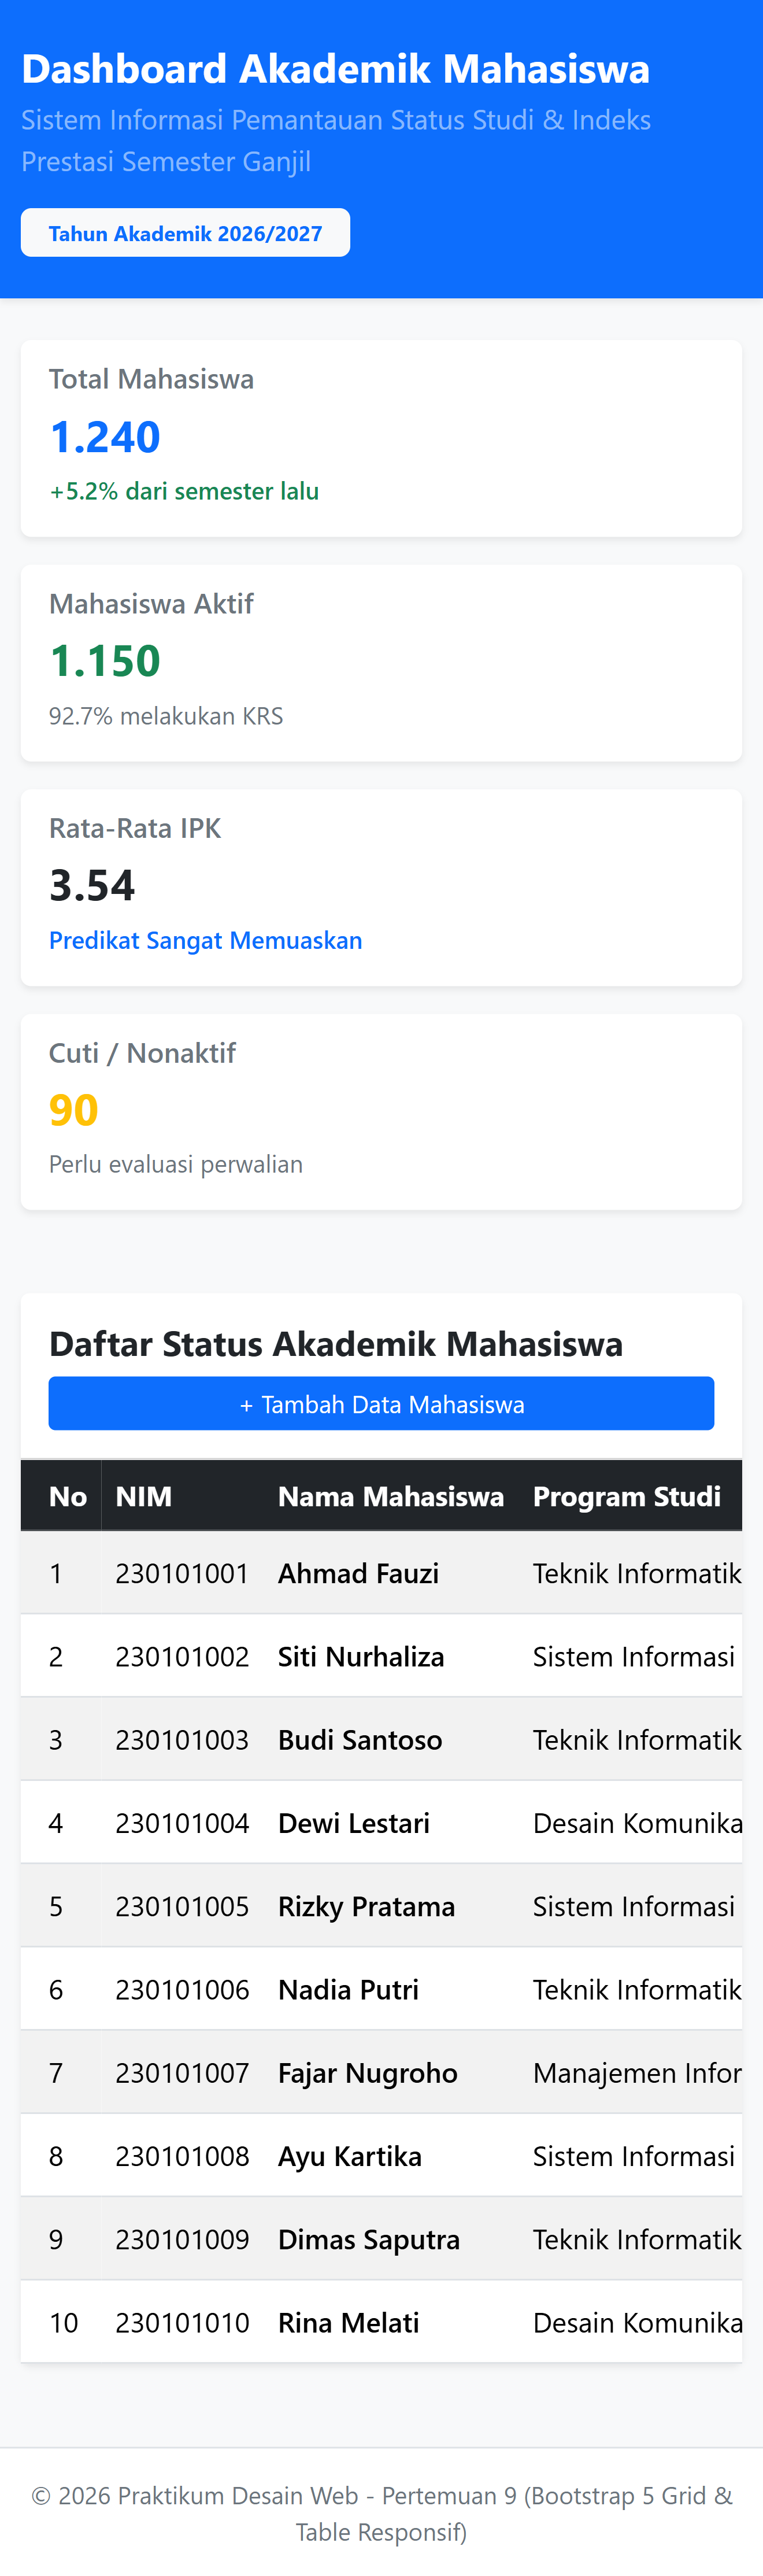 Dashboard Akademik Mahasiswa
Sistem Informasi Pemantauan Status Studi & Indeks
Prestasi Semester Ganjil
Tahun Akademik 2026/2027
Total Mahasiswa
1.240
+5.2% dari semester lalu
Mahasiswa Aktif
1.150
92.7% melakukan KRS
Rata-Rata IPK
3.54
Predikat Sangat Memuaskan
Cuti / Nonaktif
90
Perlu evaluasi perwalian
Daftar Status Akademik Mahasiswa
+ Tambah Data Mahasiswa
No NIM Nama Mahasiswa Program Studi
1 230101001 Ahmad Fauzi Teknik Informatik
2 230101002 Siti Nurhaliza Sistem Informasi
3 230101003 Budi Santoso Teknik Informatik
4 230101004 Dewi Lestari Desain Komunika
5 230101005 Rizky Pratama Sistem Informasi
6 230101006 Nadia Putri Teknik Informatik
7 230101007 Fajar Nugroho Manajemen Infor
8 230101008 Ayu Kartika Sistem Informasi
9 230101009 Dimas Saputra Teknik Informatik
10 230101010 Rina Melati Desain Komunika
© 2026 Praktikum Desain Web - Pertemuan 9 (Bootstrap 5 Grid &
Table Responsif)